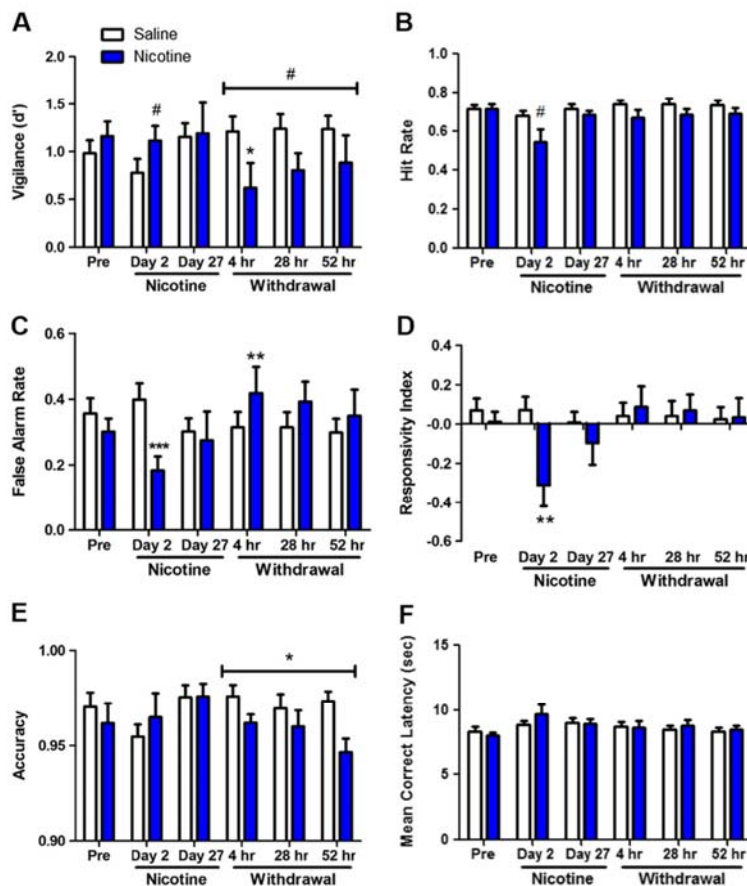 A
Saline
Nicotine
Vigilance (d')
2.0
1.5
1.0
0.5
0.0
#
#
*
Pre
Day 2
Day 27
4 hr
28 hr
52 hr
Nicotine
Withdrawal
B
Hit Rate
1.0
0.8
0.6
0.4
0.2
0.0
#
Pre
Day 2
Day 27
4 hr
28 hr
52 hr
Nicotine
Withdrawal
C
False Alarm Rate
0.6
0.4
0.2
0.0
***
**
Pre
Day 2
Day 27
4 hr
28 hr
52 hr
Nicotine
Withdrawal
D
Responsivity Index
0.4
0.2
-0.0
-0.2
-0.4
-0.6
**
Pre
Day 2
Day 27
4 hr
28 hr
52 hr
Nicotine
Withdrawal
E
Accuracy
1.00
0.95
0.90
*
Pre
Day 2
Day 27
4 hr
28 hr
52 hr
Nicotine
Withdrawal
F
Mean Correct Latency (sec)
15
10
5
0
Pre
Day 2
Day 27
4 hr
28 hr
52 hr
Nicotine
Withdrawal